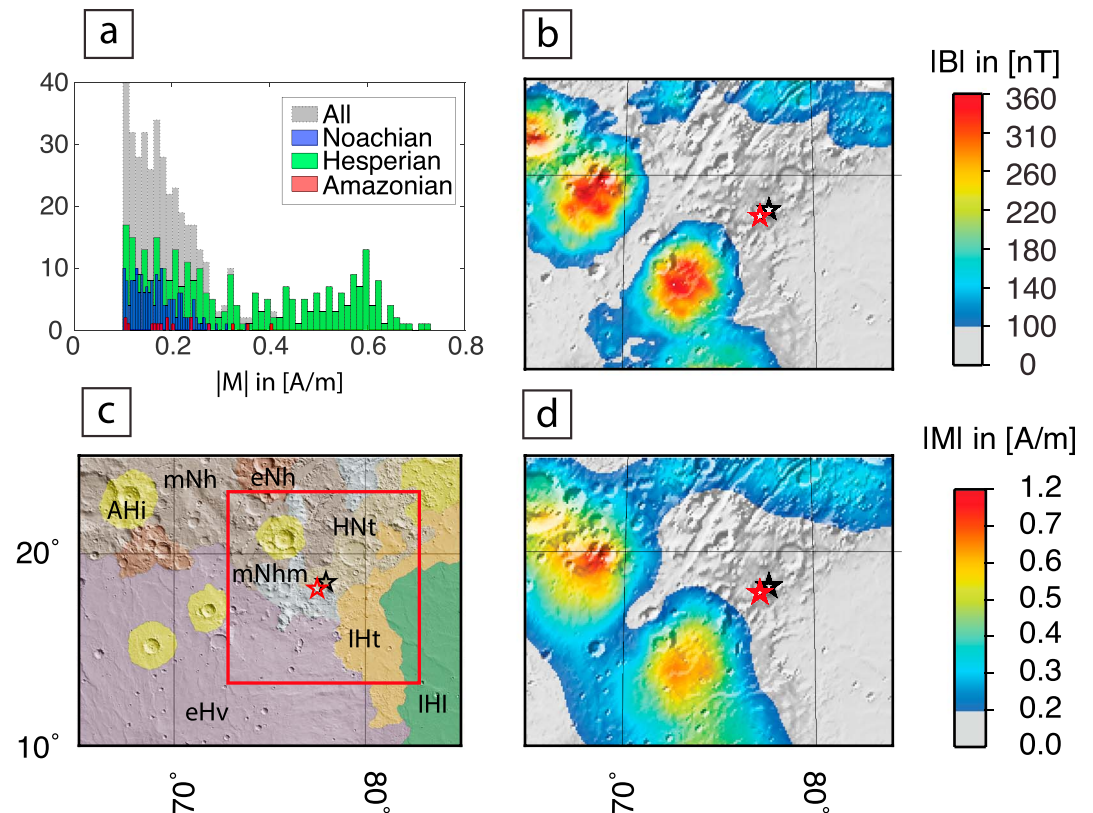 a
40
30
20
10
0
0
0.2
0.4
0.6
0.8
All
Noachian
Hesperian
Amazonian
|M| in [A/m]
b
|B| in [nT]
360
310
260
220
180
140
100
0
c
mNh
eNh
AHi
HNt
mNhm
lHt
eHv
lHl
20°
10°
70°
80°
d
|M| in [A/m]
1.2
0.7
0.6
0.5
0.4
0.3
0.2
0.0
70°
80°